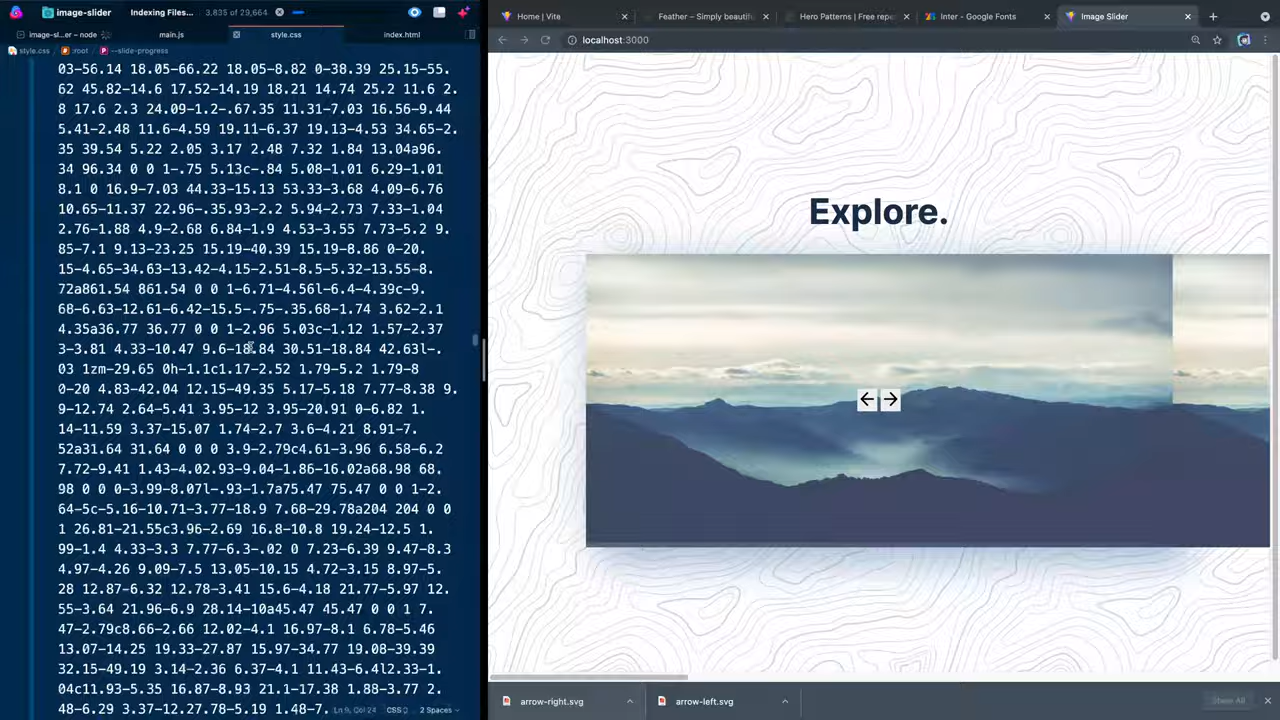 image-slider
Indexing Files...
3,835 of 29,664
image-sl...er – node
main.js
style.css
index.html
style.css › :root › --slide-progress
03-56.14 18.05-66.22 18.05-8.82 0-38.39 25.15-55.
62 45.82-14.6 17.52-14.19 18.21 14.74 25.2 11.6 2.
8 17.6 2.3 24.09-1.2-.67.35 11.31-7.03 16.56-9.44
5.41-2.48 11.6-4.59 19.11-6.37 19.13-4.53 34.65-2.
35 39.54 5.22 2.05 3.17 2.48 7.32 1.84 13.04a96.
34 96.34 0 0 1-.75 5.13c-.84 5.08-1.01 6.29-1.01
8.1 0 16.9-7.03 44.33-15.13 53.33-3.68 4.09-6.76
10.65-11.37 22.96-.35.93-2.2 5.94-2.73 7.33-1.04
2.76-1.98 4.9-2.68 6.04-1.9 4.53-3.55 7.73-5.2 9.
85-7.1 9.13-23.25 15.19-40.39 15.19-8.86 0-20.
15-4.65-34.63-13.42-4.15-2.51-8.5-5.32-13.55-8.
72a861.54 861.54 0 0 1-6.71-4.56l-6.4-4.39c-9.
68-6.63-12.61-6.42-15.5-.75-.35.68-1.74 3.62-2.1
4.35a36.77 36.77 0 0 1-2.96 5.03c-1.12 1.57-2.37
3-3.81 4.33-10.47 9.6-18.84 30.51-18.84 42.63l-.
03 1zm-29.65 0h-1.1c1.17-2.52 1.79-5.2 1.79-8
0-20 4.83-42.04 12.15-49.35 5.17-5.18 7.77-8.38 9.
9-12.74 2.64-5.41 3.95-12 3.95-20.91 0-6.82 1.
14-11.59 3.37-15.07 1.74-2.7 3.6-4.21 8.91-7.
52a31.64 31.64 0 0 0 3.9-2.79c4.61-3.96 6.58-6.2
7.72-9.41 1.43-4.02.93-9.04-1.86-16.02a68.98 68.
98 0 0 0-3.99-8.07l-.93-1.7a75.47 75.47 0 0 1-2.
64-5c-5.16-10.71-3.77-18.9 7.68-29.78a204 204 0 0
1 26.81-21.55c3.96-2.69 16.8-10.8 19.24-12.5 1.
99-1.4 4.33-3.3 7.77-6.3-.02 0 7.23-6.39 9.47-8.3
4.97-4.26 9.09-7.5 13.05-10.15 4.72-3.15 8.97-5.
28 12.87-6.32 12.78-3.41 15.6-4.18 21.77-5.97 12.
55-3.64 21.96-6.9 28.14-10a45.47 45.47 0 0 1 7.
47-2.79c8.66-2.66 12.02-4.1 16.97-8.1 6.78-5.46
13.07-14.25 19.33-27.87 15.97-34.77 19.08-39.39
32.15-49.19 3.14-2.36 6.37-4.1 11.43-6.4l2.33-1.
04c11.93-5.35 16.87-8.93 21.1-17.38 1.88-3.77 2.
48-6.29 3.37-12.27.78-5.19 1.48-7.
Ln 9, Col 24
CSS
2 Spaces
Home | Vite
Feather – Simply beautif
Hero Patterns | Free repe
Inter - Google Fonts
Image Slider
localhost:3000
Explore.
arrow-right.svg
arrow-left.svg
Show All